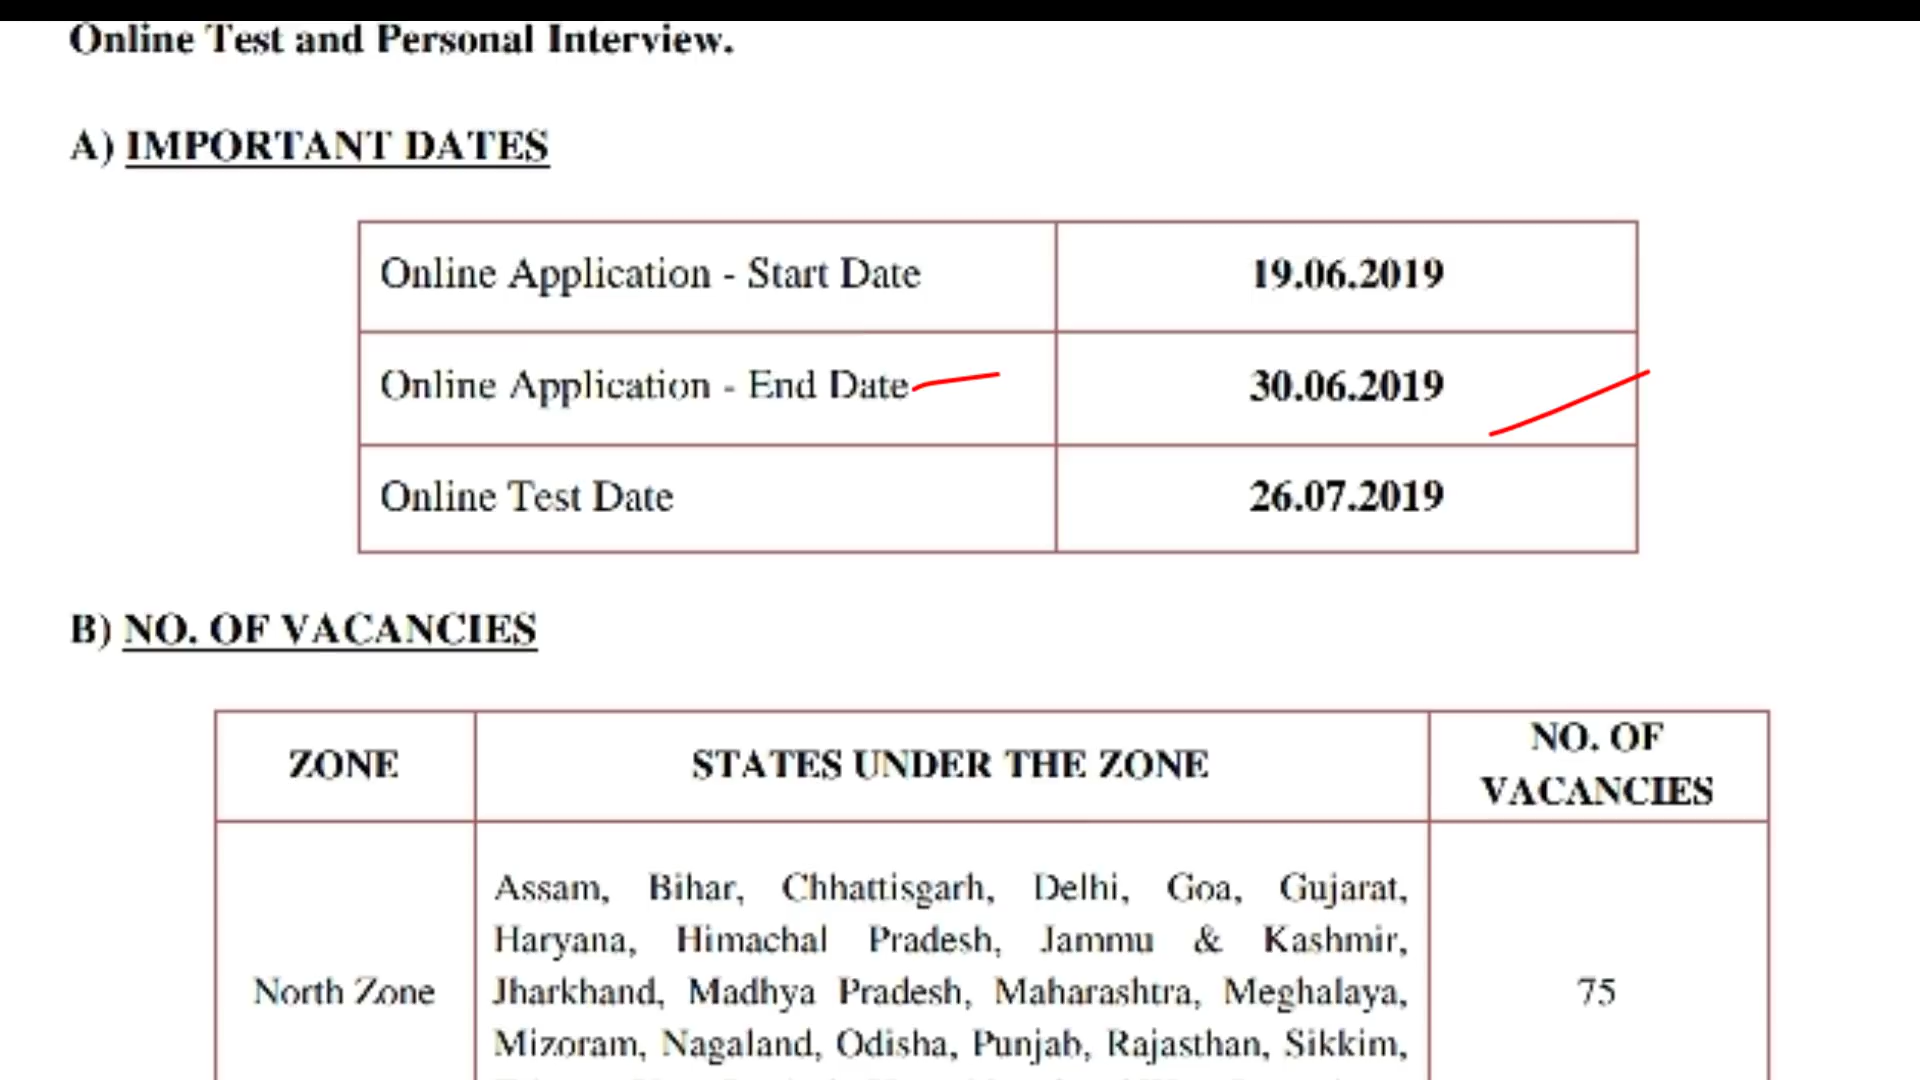 Online Test and Personal Interview.
A) IMPORTANT DATES
Online Application - Start Date 19.06.2019
Online Application - End Date 30.06.2019
Online Test Date 26.07.2019
B) NO. OF VACANCIES
ZONE STATES UNDER THE ZONE NO. OF VACANCIES
Assam, Bihar, Chhattisgarh, Delhi, Goa, Gujarat,
Haryana, Himachal Pradesh, Jammu & Kashmir,
North Zone Jharkhand, Madhya Pradesh, Maharashtra, Meghalaya, 75
Mizoram, Nagaland, Odisha, Punjab, Rajasthan, Sikkim,